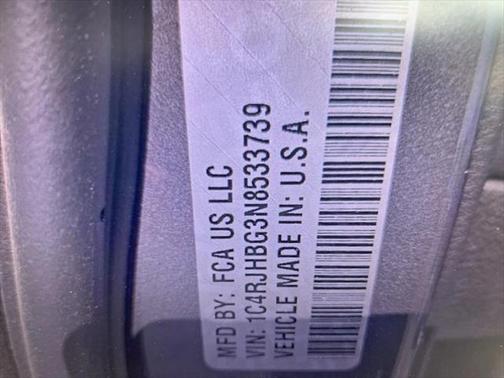 MFD BY: FCA US LLC
VIN: 1C4RJHBG3N8533739
VEHICLE MADE IN: U.S.A.